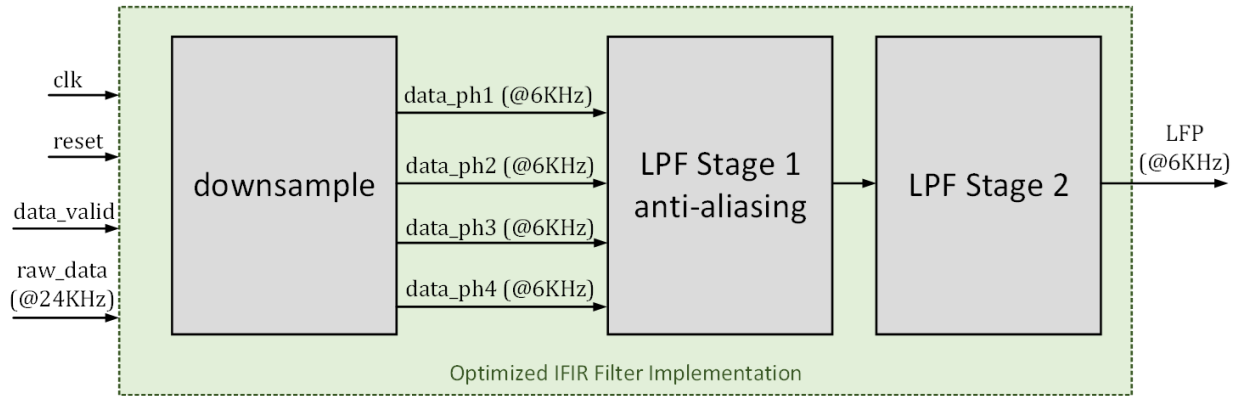 clk
reset
data_valid
raw_data
(@24KHz)
downsample
data_ph1 (@6KHz)
data_ph2 (@6KHz)
data_ph3 (@6KHz)
data_ph4 (@6KHz)
LPF Stage 1
anti-aliasing
LPF Stage 2
LFP
(@6KHz)
Optimized IFIR Filter Implementation